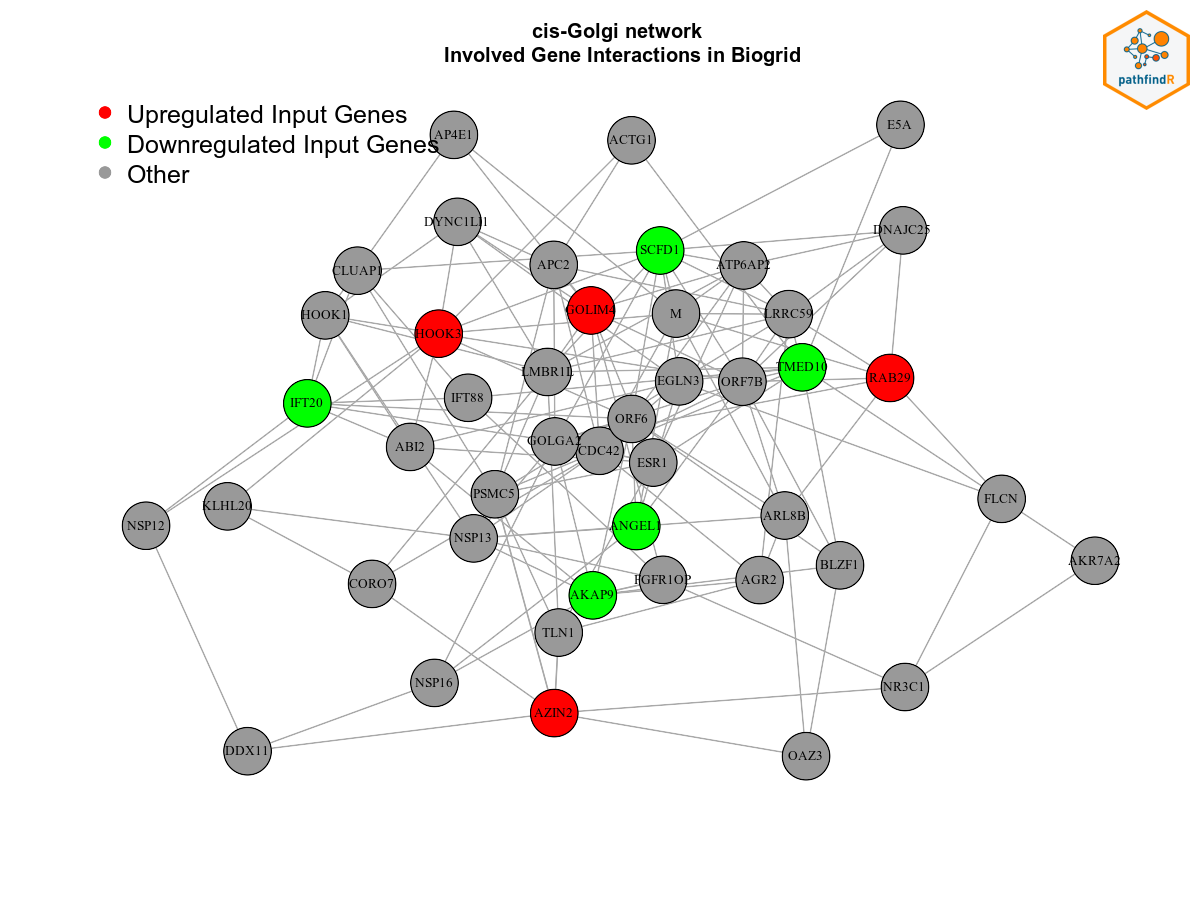 cis-Golgi network
Involved Gene Interactions in Biogrid
pathfindR
Upregulated Input Genes
Downregulated Input Genes
Other
AP4E1
ACTG1
E5A
DYNC1LI1
DNAJC25
SCFD1
APC2
ATP6AP2
CLUAP1
GOLIM4
M
LRRC59
HOOK1
HOOK3
TMED10
LMBR1L
EGLN3
ORF7B
RAB29
IFT20
IFT88
ORF6
ABI2
GOLGA2
CDC42
ESR1
PSMC5
FLCN
KLHL20
NSP12
ARL8B
ANGEL1
NSP13
AKR7A2
BLZF1
CORO7
FGFR1OP
AGR2
AKAP9
TLN1
NSP16
NR3C1
AZIN2
DDX11
OAZ3